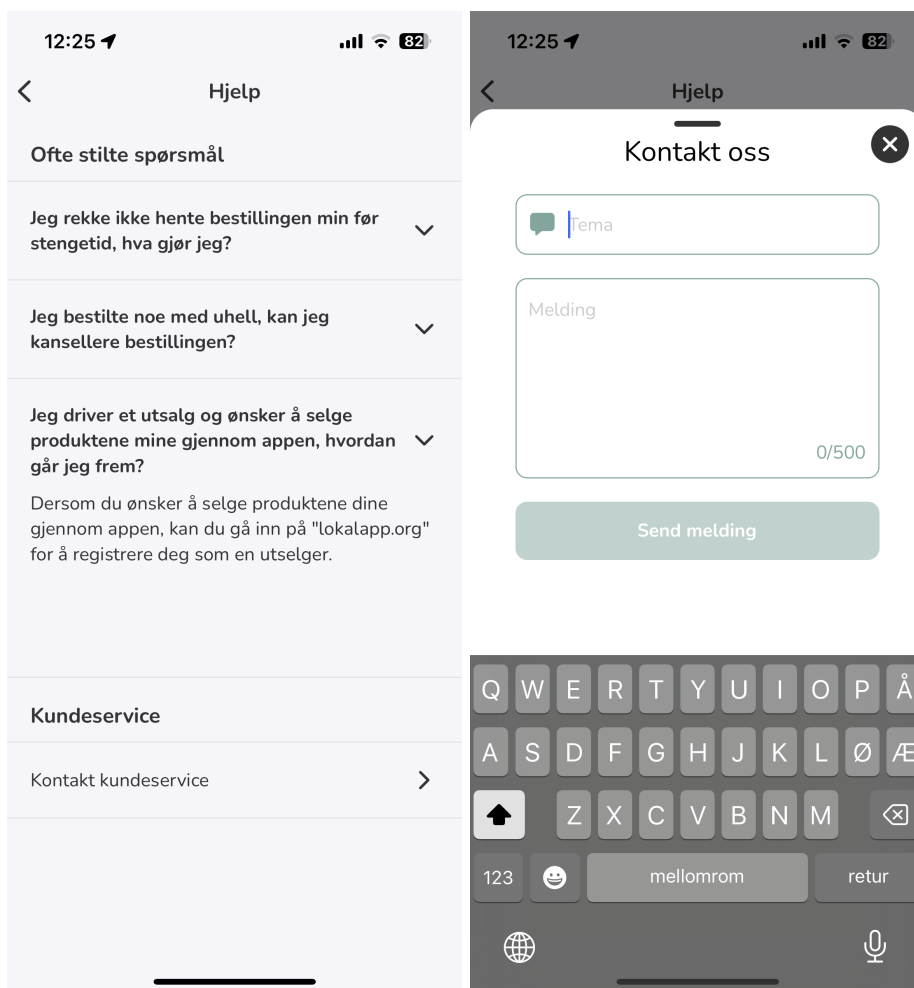 12:25
82
Hjelp
Ofte stilte spørsmål
Jeg rekke ikke hente bestillingen min før
stengetid, hva gjør jeg?
Jeg bestilte noe med uhell, kan jeg
kansellere bestillingen?
Jeg driver et utsalg og ønsker å selge
produktene mine gjennom appen, hvordan
går jeg frem?
Dersom du ønsker å selge produktene dine
gjennom appen, kan du gå inn på "lokalapp.org"
for å registrere deg som en utselger.
Kundeservice
Kontakt kundeservice
12:25
82
Hjelp
Kontakt oss
Tema
Melding
0/500
Send melding
Q W E R T Y U I O P Å
A S D F G H J K L Ø Æ
Z X C V B N M
123 mellomrom retur